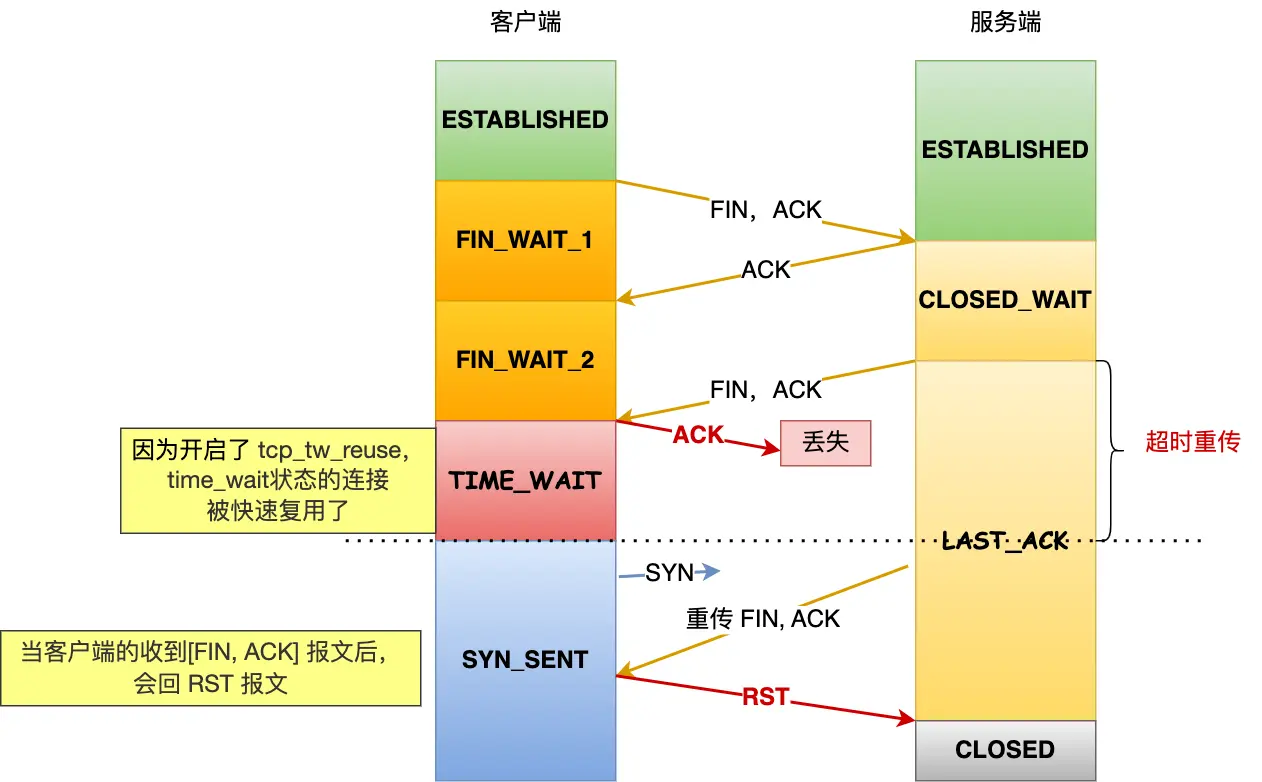 客户端
服务端
ESTABLISHED
ESTABLISHED
FIN，ACK
FIN_WAIT_1
ACK
CLOSED_WAIT
FIN_WAIT_2
FIN，ACK
ACK
丢失
超时重传
因为开启了 tcp_tw_reuse，
time_wait状态的连接
被快速复用了
TIME_WAIT
LAST_ACK
SYN
重传 FIN, ACK
当客户端的收到[FIN, ACK] 报文后，
会回 RST 报文
SYN_SENT
RST
CLOSED